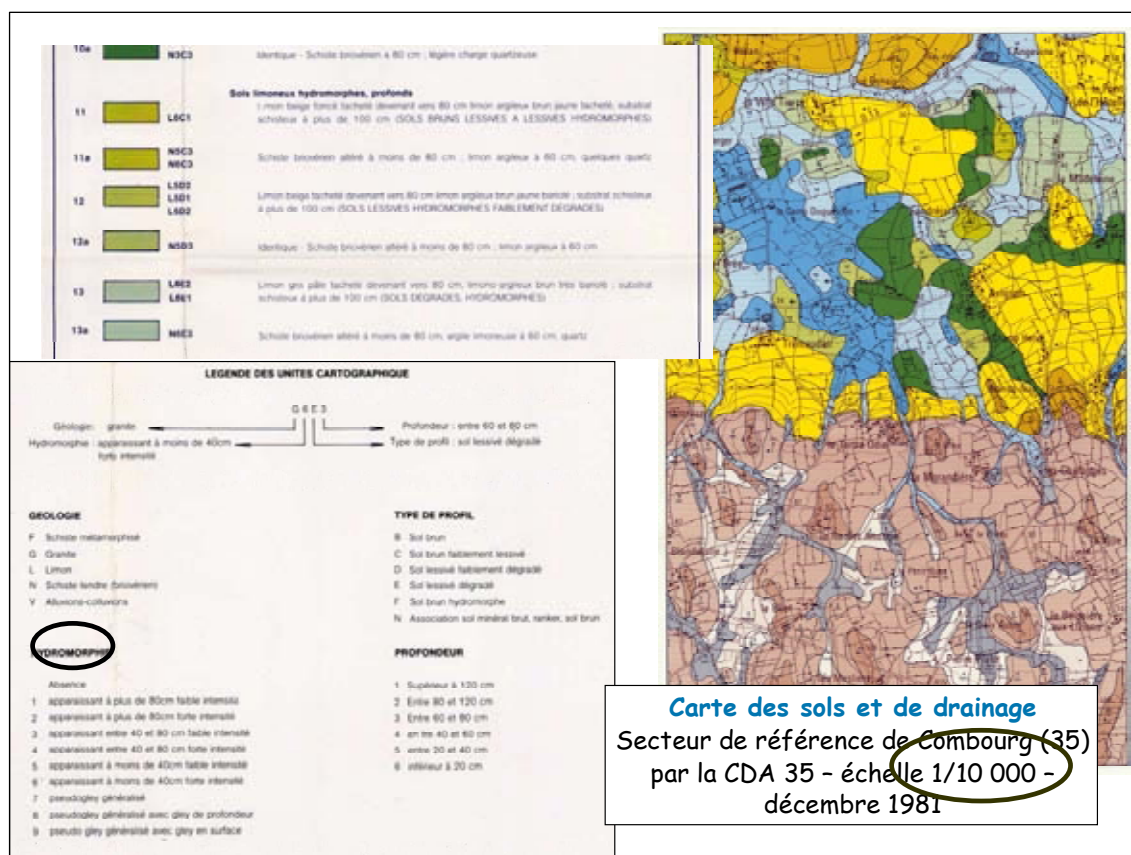 10a N3C3 Identique - Schiste briovérien à 80 cm ; légère charge quartzeuse
Sols limoneux hydromorphes, profonds
11 L6C1 Limon beige foncé tacheté devenant vers 80 cm limon argileux brun jaune tacheté, substrat
schisteux à plus de 100 cm (SOLS BRUNS LESSIVES A LESSIVES HYDROMORPHES)
11a N5C3
N6C3 Schiste briovérien altéré à moins de 80 cm ; limon argileux à 60 cm, quelques quartz
12 L5D2
L5D1
L5D2
Limon beige tacheté devenant vers 80 cm limon argileux brun jaune bariolé ; substrat schisteux
à plus de 100 cm (SOLS LESSIVES HYDROMORPHES FAIBLEMENT DEGRADES)
12a N5D3 Identique - Schiste briovérien altéré à moins de 80 cm ; limon argileux à 60 cm
13 L6E2
L6E1
Limon gris pâle tacheté devenant vers 80 cm, limono argileux brun très bariolé ; substrat
schisteux à plus de 100 cm (SOLS DEGRADES, HYDROMORPHES)
13a N6E3 Schiste briovérien altéré à moins de 80 cm, argile limoneuse à 60 cm, quartz
LEGENDE DES UNITES CARTOGRAPHIQUE
G 6 E 3
Géologie : granite
Profondeur : entre 60 et 80 cm
Hydromorphie : apparaissant à moins de 40cm
forte intensité
Type de profil : sol lessivé dégradé
GEOLOGIE
F Schiste métamorphisé
G Granite
L Limon
N Schiste tendre (briovérien)
Y Alluvions-colluvions
TYPE DE PROFIL
B Sol brun
C Sol brun faiblement lessivé
D Sol lessivé faiblement dégradé
E Sol lessivé dégradé
F Sol brun hydromorphe
N Association sol minéral brut, ranker, sol brun
HYDROMORPHIE
Absence
1 apparaissant à plus de 80cm faible intensité
2 apparaissant à plus de 80cm forte intensité
3 apparaissant entre 40 et 80 cm faible intensité
4 apparaissant entre 40 et 80 cm forte intensité
5 apparaissant à moins de 40cm faible intensité
6 apparaissant à moins de 40cm forte intensité
7 pseudogley généralisé
8 pseudogley généralisé avec gley de profondeur
9 pseudo gley généralisé avec gley en surface
PROFONDEUR
1 Supérieur à 120 cm
2 Entre 80 et 120 cm
3 Entre 60 et 80 cm
4 en tre 40 et 60 cm
5 entre 20 et 40 cm
6 inférieur à 20 cm
Carte des sols et de drainage
Secteur de référence de Combourg (35)
par la CDA 35 – échelle 1/10 000 –
décembre 1981